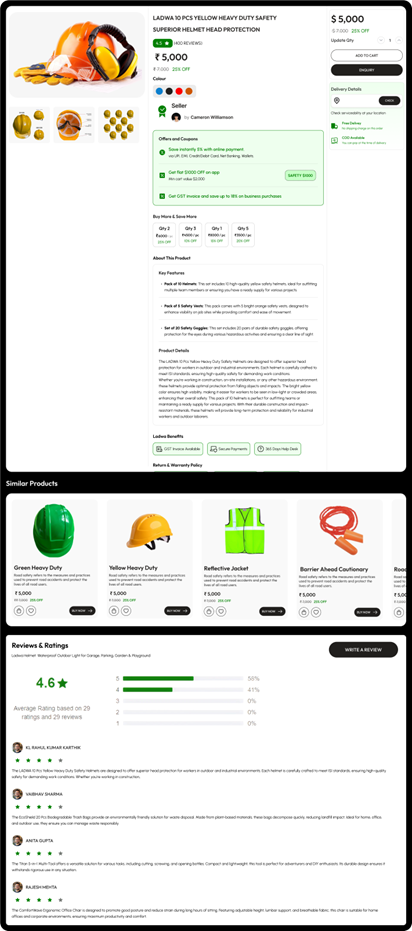 LADWA 10 PCS YELLOW HEAVY DUTY SAFETY
SUPERIOR HELMET HEAD PROTECTION
4.5
(400 REVIEWS)
₹ 5,000
₹ 7,000 25% OFF
Colour
Seller
by Cameron Williamson
Offers and Coupons
Save instantly 5% with online payment
via UPI, EMI, Credit/Debit Card, Net Banking, Wallets.
Get flat ₹1000 OFF on app
Min cart value ₹2,000
SAFETY ₹1000
Get GST invoice and save up to 18% on business purchases
Buy More & Save More
Qty 2
Qty 5
Qty 1
Qty 5
About This Product
Key Features
Pack of 10 Helmets: This set includes 10 high quality yellow safety helmets, ideal for outfitting
multiple team members or ensuring you have a ready supply for various projects
Pack of 5 Safety Vests: This pack comes with 5 bright orange safety vests, designed to
enhance visibility on job sites while providing comfort and ease of movement
Set of 20 Safety Goggles: This set includes 20 pairs of durable safety goggles, offering
protection for the eyes during various hazardous activities and ensuring a clear line of sight
Product Details
The LADWA 10 Pcs Yellow Heavy Duty Safety Helmets are designed to offer superior head
protection for workers in outdoor and industrial environments. Each helmet is carefully crafted to
meet ISI standards ensuring high-quality safety for demanding work conditions.
Whether you're working in construction, on-site installations, or any other hazardous environment
these helmets provide optimal protection from falling objects and impacts. The bright yellow
color ensures high visibility, making it easier for workers to be seen in low-light or crowded areas,
enhancing their overall safety. This pack of 10 helmets is perfect for outfitting teams or
maintaining a ready supply for various projects. With their durable construction and impact-
resistant materials, these helmets will provide long-term protection and reliability for industrial
workers and outdoor laborers
Ladwa Benefits
GST Invoice Available
Secure Payments
365 Days Help Desk
Return & Warranty Policy
$ 5,000
$ 7,000 25% OFF
Update Qty
1
ADD TO CART
ENQUIRY
Delivery Details
CHECK
Check serviceability at your location
Free Delivery
No shipping charge on this order
COD Available
You can pay at the time of delivery
Similar Products
Green Heavy Duty
Road safety refers to the measures and practices
used to prevent road accidents and protect the
lives of all road users.
₹ 5,000
₹ 7,000 25% OFF
BUY NOW
Yellow Heavy Duty
Road safety refers to the measures and practices
used to prevent road accidents and protect the
lives of all road users.
₹ 5,000
₹ 7,000 25% OFF
BUY NOW
Reflective Jacket
Road safety refers to the measures and practices
used to prevent road accidents and protect the
lives of all road users.
₹ 5,000
₹ 7,000 25% OFF
BUY NOW
Barrier Ahead Cautionary
Road safety refers to the measures and practices
used to prevent road accidents and protect the
lives of all road users.
₹ 5,000
₹ 7,000 25% OFF
BUY NOW
Reviews & Ratings
Ladwa Helmet Waterproof Outdoor Light for Garage, Parking, Garden & Playground
WRITE A REVIEW
4.6
Average Rating based on 29
ratings and 29 reviews
5 56%
4 41%
3 0%
2 0%
1 0%
KL RAHUL KUMAR KARTHIK
The LADWA 10 Pcs Yellow Heavy Duty Safety Helmets are designed to offer superior head protection for workers in outdoor and industrial environments. Each helmet is carefully crafted to meet ISI standards, ensuring high-quality
safety for demanding work conditions. Whether you're working in construction.
VAIBHAV SHARMA
The EcoShield 20 Pcs Biodegradable Trash Bags provide an environmentally friendly solution for waste disposal. Made from plant-based materials, these bags decompose quickly, reducing landfill impact. Ideal for home, office,
and outdoor use, they ensure you can manage waste responsibly
ANITA GUPTA
The Titan 5-in-1 Multi-Tool offers a versatile solution for various tasks, including cutting, screwing, and opening bottles. Compact and lightweight, this tool is perfect for adventurers and DIY enthusiasts. Its durable design ensures it
withstands rigorous use in any situation.
RAJESH MEHTA
The ComfortWave Ergonomic Office Chair is designed to promote good posture and reduce strain during long hours of sitting. Featuring adjustable height, lumbar support, and breathable fabric, this chair is suitable for home
offices and corporate environments, ensuring maximum productivity and comfort